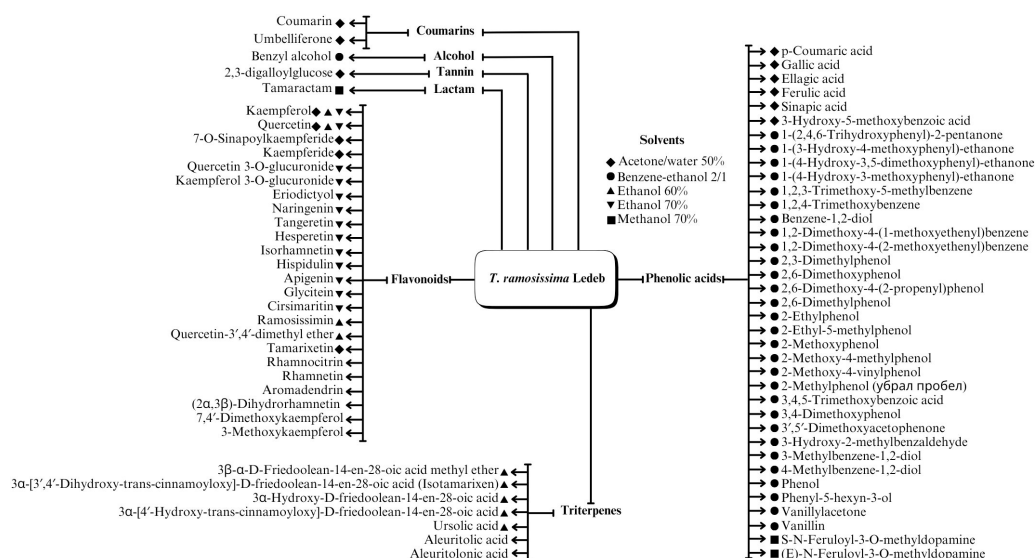 Coumarin
Umbelliferone
Coumarins
Benzyl alcohol
Alcohol
2,3-digalloylglucose
Tannin
Tamaractam
Lactam
Kaempferol
Quercetin
7-O-Sinapoylkaempferide
Kaempferide
Quercetin 3-O-glucuronide
Kaempferol 3-O-glucuronide
Eriodictyol
Naringenin
Tangeretin
Hesperetin
Isorhamnetin
Hispidulin
Apigenin
Glycitein
Cirsimaritin
Ramosissimin
Quercetin-3′,4′-dimethyl ether
Tamarixetin
Rhamnocitrin
Rhamnetin
Aromadendrin
(2α,3β)-Dihydrorhamnetin
7,4′-Dimethoxykaempferol
3-Methoxykaempferol
Flavonoids
3β-α-D-Friedoolean-14-en-28-oic acid methyl ether
3α-[3′,4′-Dihydroxy-trans-cinnamoyloxy]-D-friedoolean-14-en-28-oic acid (Isotamarixen)
3α-Hydroxy-D-friedoolean-14-en-28-oic acid
3α-[4′-Hydroxy-trans-cinnamoyloxy]-D-friedoolean-14-en-28-oic acid
Ursolic acid
Aleuritolic acid
Aleuritolonic acid
Triterpenes
T. ramosissima Ledeb
Solvents
Acetone/water 50%
Benzene-ethanol 2/1
Ethanol 60%
Ethanol 70%
Methanol 70%
Phenolic acids
p-Coumaric acid
Gallic acid
Ellagic acid
Ferulic acid
Sinapic acid
3-Hydroxy-5-methoxybenzoic acid
1-(2,4,6-Trihydroxyphenyl)-2-pentanone
1-(3-Hydroxy-4-methoxyphenyl)-ethanone
1-(4-Hydroxy-3,5-dimethoxyphenyl)-ethanone
1-(4-Hydroxy-3-methoxyphenyl)-ethanone
1,2,3-Trimethoxy-5-methylbenzene
1,2,4-Trimethoxybenzene
Benzene-1,2-diol
1,2-Dimethoxy-4-(1-methoxyethenyl)benzene
1,2-Dimethoxy-4-(2-methoxyethenyl)benzene
2,3-Dimethylphenol
2,6-Dimethoxyphenol
2,6-Dimethoxy-4-(2-propenyl)phenol
2,6-Dimethylphenol
2-Ethylphenol
2-Ethyl-5-methylphenol
2-Methoxyphenol
2-Methoxy-4-methylphenol
2-Methoxy-4-vinylphenol
2-Methylphenol (убрал пробел)
3,4,5-Trimethoxybenzoic acid
3,4-Dimethoxyphenol
3′,5′-Dimethoxyacetophenone
3-Hydroxy-2-methylbenzaldehyde
3-Methylbenzene-1,2-diol
4-Methylbenzene-1,2-diol
Phenol
Phenyl-5-hexyn-3-ol
Vanillylacetone
Vanillin
S-N-Feruloyl-3-O-methyldopamine
(E)-N-Feruloyl-3-O-methyldopamine